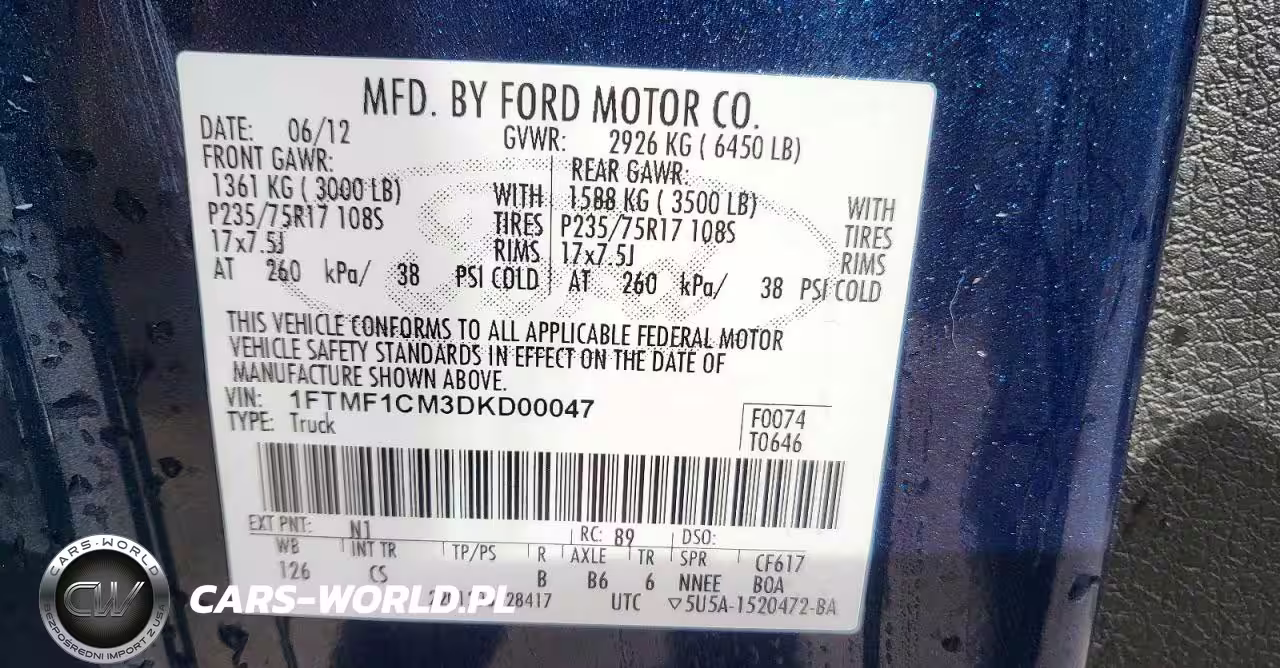 MFD. BY FORD MOTOR CO.
DATE: 06/12 GVWR: 2926 KG ( 6450 LB)
FRONT GAWR: REAR GAWR:
1361 KG ( 3000 LB) WITH 1588 KG ( 3500 LB) WITH
P235/75R17 108S TIRES P235/75R17 108S TIRES
17x7.5J RIMS 17x7.5J RIMS
AT 260 kPa/ 38 PSI COLD AT 260 kPa/ 38 PSI COLD
THIS VEHICLE CONFORMS TO ALL APPLICABLE FEDERAL MOTOR
VEHICLE SAFETY STANDARDS IN EFFECT ON THE DATE OF
MANUFACTURE SHOWN ABOVE.
VIN: 1FTMF1CM3DKD00047
TYPE: Truck
F0074
T0646
EXT PNT: N1 RC: 89 DSO:
WB INT TR TP/PS R AXLE TR SPR CF617
126 CS B B6 6 NNEE BOA
28417 UTC ▽5U5A-1520472-BA
CARS-WORLD
CW
BEZPOŚREDNI IMPORT Z USA
CARS-WORLD.PL